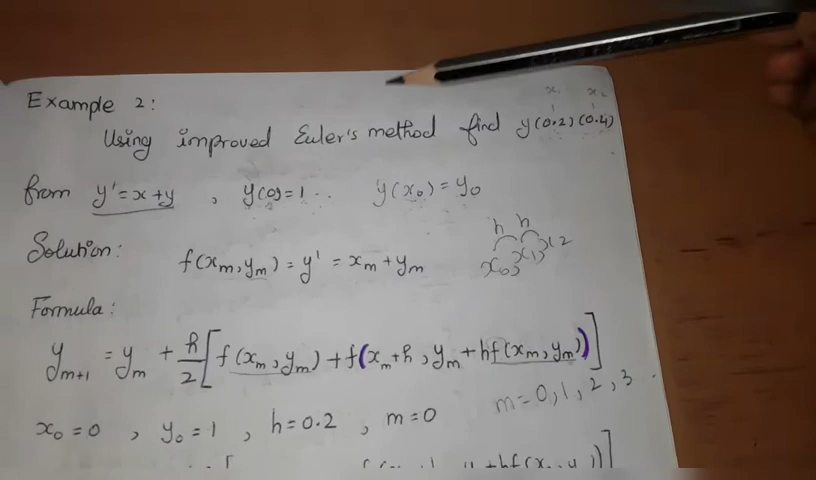 Example 2:
x₁ x₂
Using improved Euler's method find y(0.2)(0.4)
from y' = x+y , y(0)=1 .. y(x₀) = y₀
h h
Solution: f(xₘ,yₘ) = y' = xₘ + yₘ x₀, x₁, x₂
Formula:
yₘ₊₁ = yₘ + h/2 [f(xₘ, yₘ) + f(xₘ+h, yₘ + hf(xₘ, yₘ))]
m = 0, 1, 2, 3 .
x₀ = 0 , y₀ = 1 , h = 0.2 , m = 0